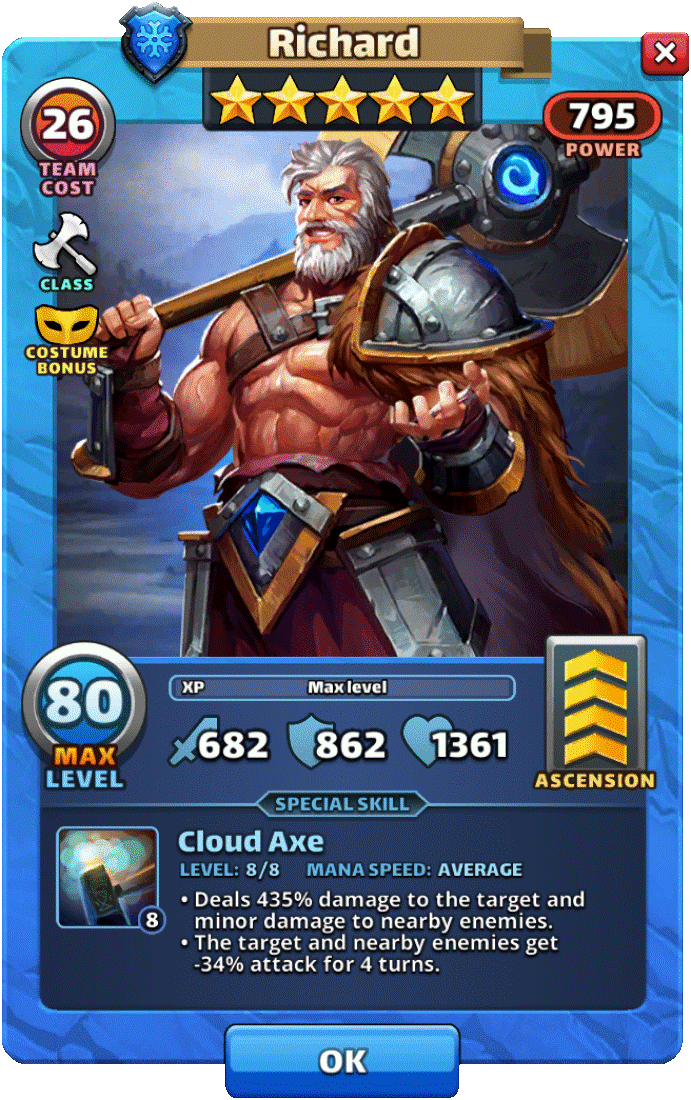 Richard
26
TEAM
COST
795
POWER
CLASS
COSTUME
BONUS
80
MAX
LEVEL
XP Max level
682 862 1361
ASCENSION
SPECIAL SKILL
Cloud Axe
LEVEL: 8/8 MANA SPEED: AVERAGE
8
• Deals 435% damage to the target and
minor damage to nearby enemies.
• The target and nearby enemies get
-34% attack for 4 turns.
OK